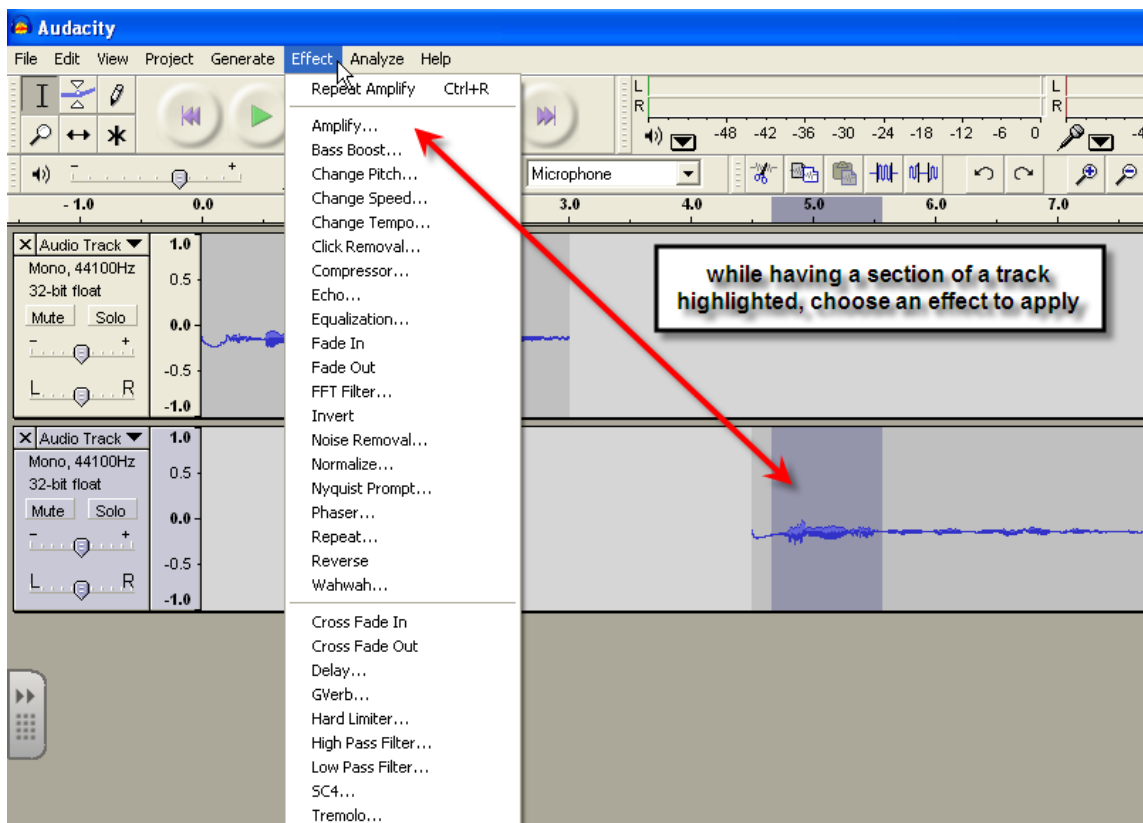 Audacity
File Edit View Project Generate Effect Analyze Help
Repeat Amplify Ctrl+R
Amplify...
Bass Boost...
Change Pitch...
Change Speed...
Change Tempo...
Click Removal...
Compressor...
Echo...
Equalization...
Fade In
Fade Out
FFT Filter...
Invert
Noise Removal...
Normalize...
Nyquist Prompt...
Phaser...
Repeat...
Reverse
Wahwah...
Cross Fade In
Cross Fade Out
Delay...
GVerb...
Hard Limiter...
High Pass Filter...
Low Pass Filter...
SC4...
Tremolo...
L
R
-48 -42 -36 -30 -24 -18 -12 -6 0
L
R
- +
Microphone
- 1.0 0.0 3.0 4.0 5.0 6.0 7.0
X Audio Track
Mono, 44100Hz
32-bit float
Mute Solo
- +
L R
1.0
0.5
0.0
-0.5
-1.0
while having a section of a track
highlighted, choose an effect to apply
X Audio Track
Mono, 44100Hz
32-bit float
Mute Solo
- +
L R
1.0
0.5
0.0
-0.5
-1.0